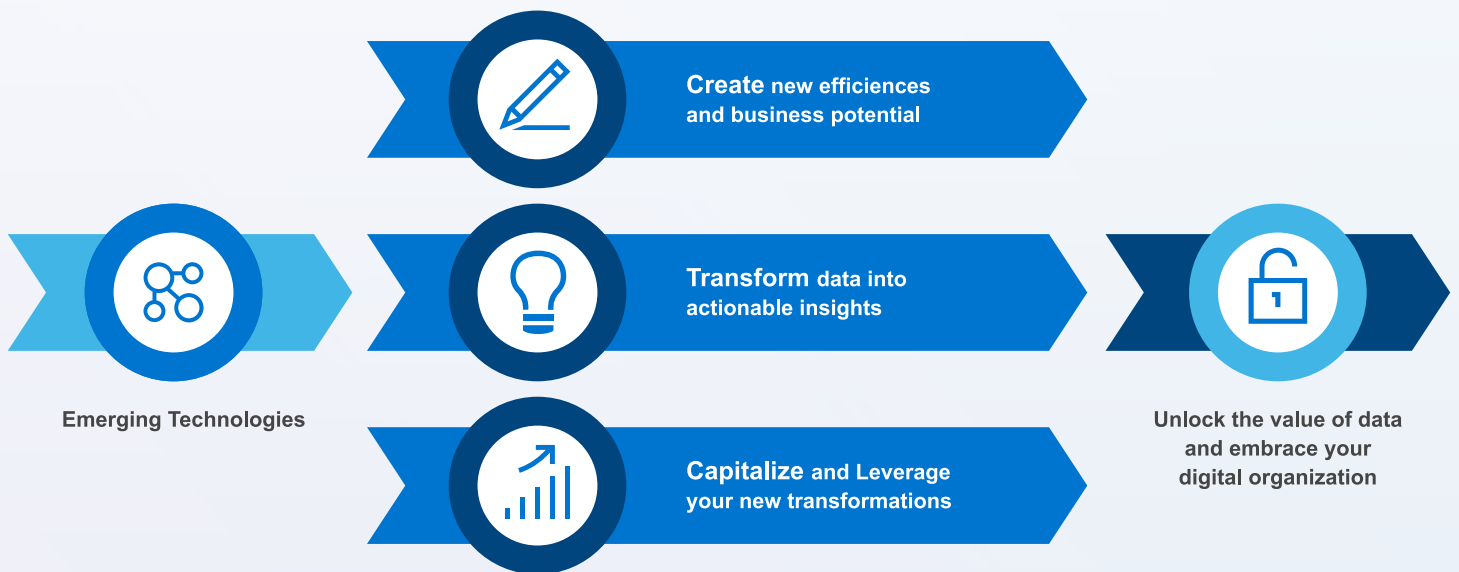 Create new efficiences
and business potential
Emerging Technologies
Transform data into
actionable insights
Capitalize and Leverage
your new transformations
Unlock the value of data
and embrace your
digital organization